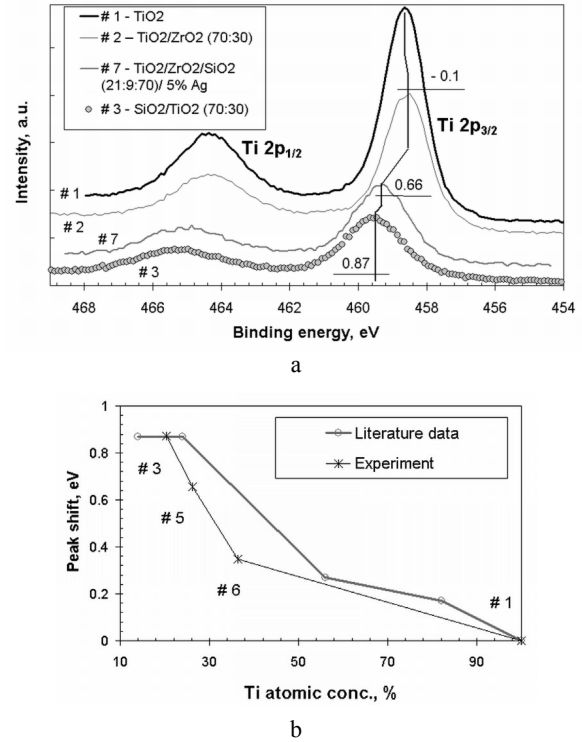 # 1 - TiO2
# 2 – TiO2/ZrO2 (70:30)
# 7 - TiO2/ZrO2/SiO2
(21:9:70)/ 5% Ag
# 3 - SiO2/TiO2 (70:30)
Ti 2p1/2
Ti 2p3/2
- 0.1
0.66
0.87
# 1
# 2
# 7
# 3
Intensity, a.u.
468 466 464 462 460 458 456 454
Binding energy, eV
a
Literature data
Experiment
# 3
# 5
# 6
# 1
Peak shift, eV
1
0.8
0.6
0.4
0.2
0
10 30 50 70 90
Ti atomic conc., %
b